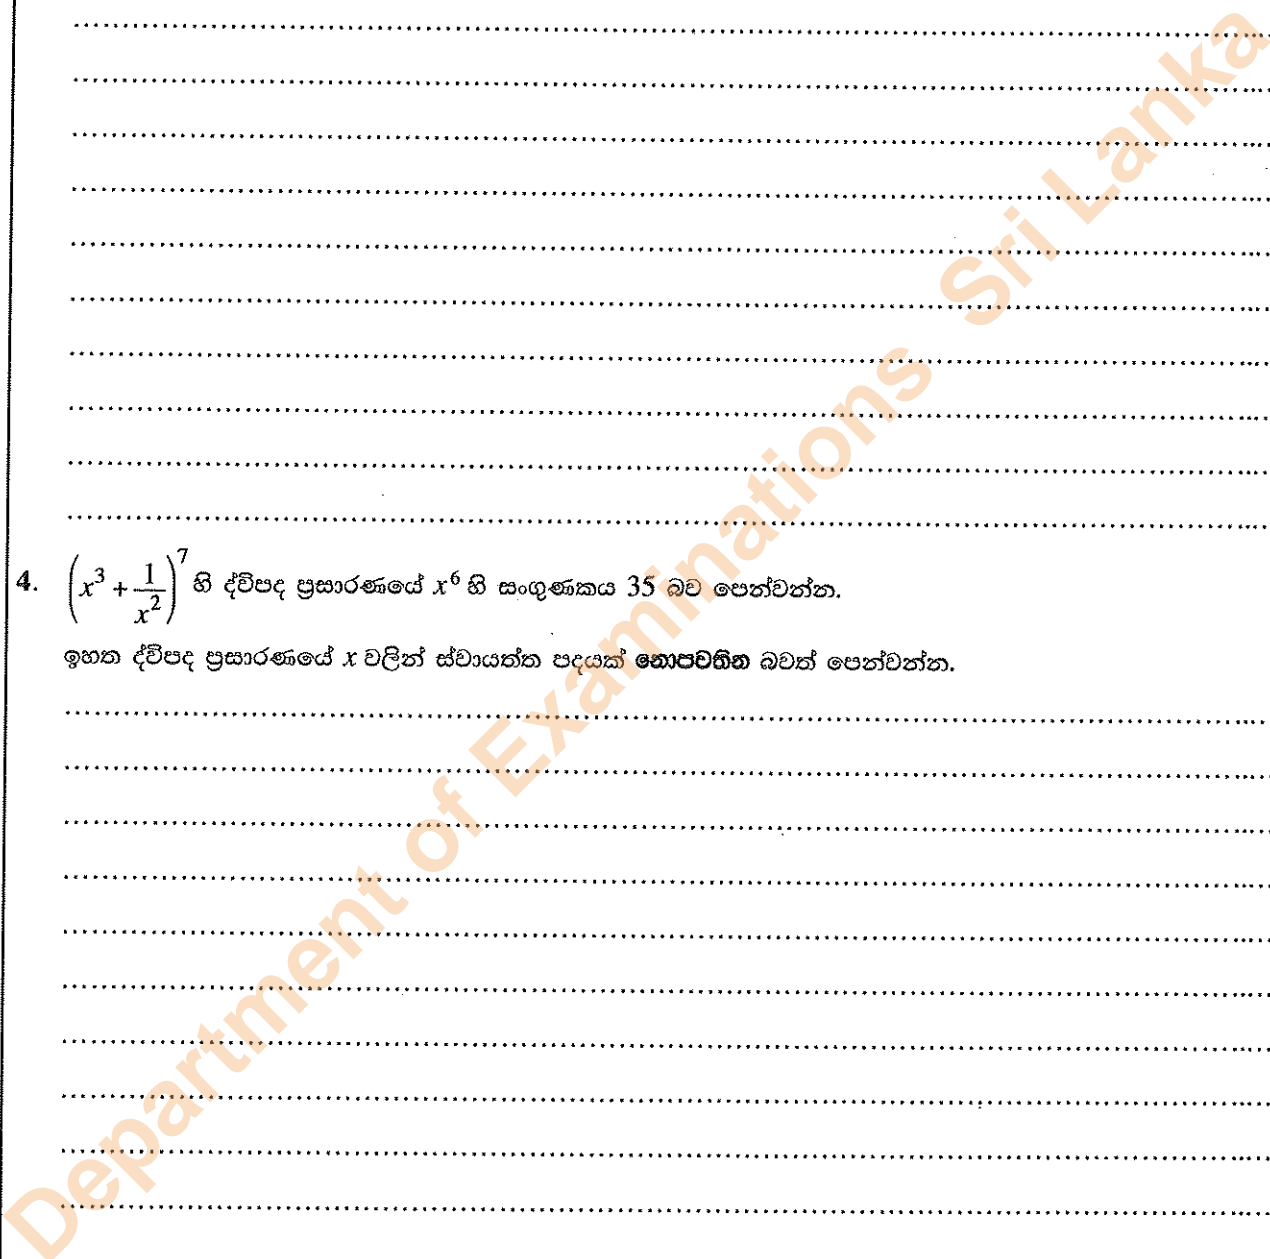 4. \left(x^3 + \frac{1}{x^2}\right)^7 හි ද්විපද ප්‍රසාරණයේ x^6 හි සංගුණකය 35 බව පෙන්වන්න.
ඉහත ද්විපද ප්‍රසාරණයේ x වලින් ස්වායත්ත පදයක් නොපවතින බවත් පෙන්වන්න.
Department of Examinations Sri Lanka